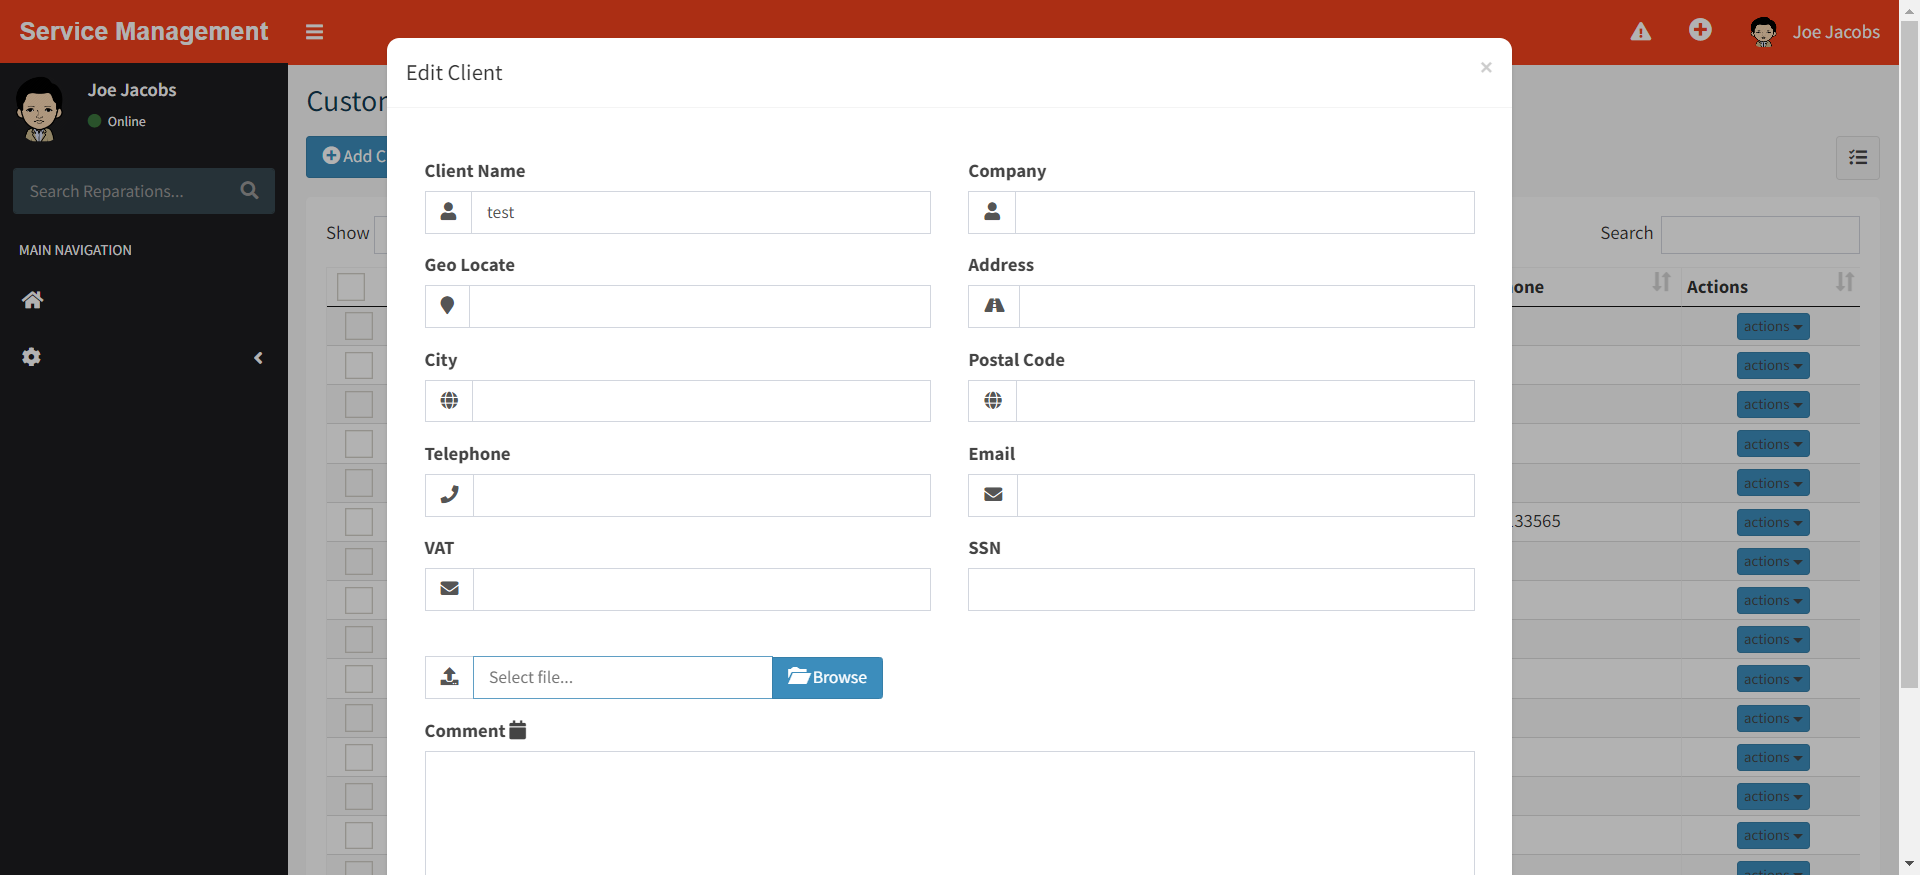 Service Management
Joe Jacobs
Joe Jacobs
Online
Search Reparations...
MAIN NAVIGATION
Edit Client
×
Add C
Show
Search
Actions
Client Name
test
Company
Geo Locate
Address
City
Postal Code
Telephone
Email
VAT
SSN
Select file...
Browse
Comment
33565
actions
actions
actions
actions
actions
actions
actions
actions
actions
actions
actions
actions
actions
actions